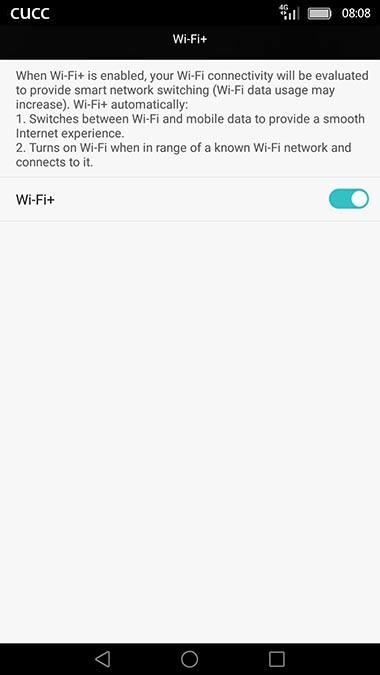 CUCC 4G 08:08
Wi-Fi+
When Wi-Fi+ is enabled, your Wi-Fi connectivity will be evaluated
to provide smart network switching (Wi-Fi data usage may
increase). Wi-Fi+ automatically:
1. Switches between Wi-Fi and mobile data to provide a smooth
Internet experience.
2. Turns on Wi-Fi when in range of a known Wi-Fi network and
connects to it.
Wi-Fi+